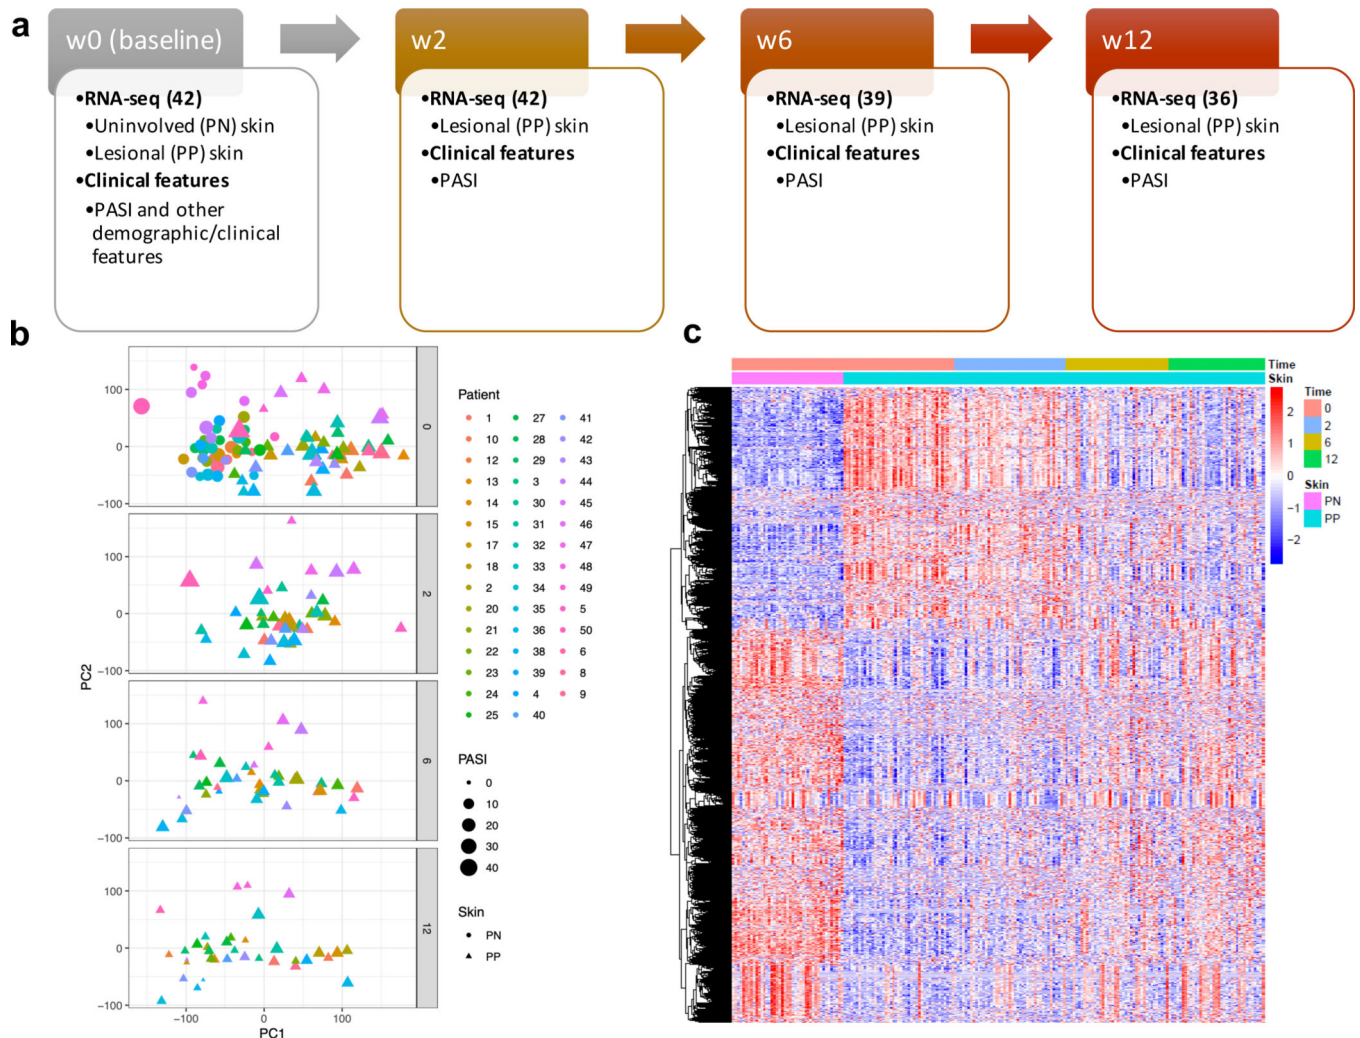 a
w0 (baseline)
w2
w6
w12
•RNA-seq (42)
•Uninvolved (PN) skin
•Lesional (PP) skin
•Clinical features
•PASI and other
demographic/clinical
features
•RNA-seq (42)
•Lesional (PP) skin
•Clinical features
•PASI
•RNA-seq (39)
•Lesional (PP) skin
•Clinical features
•PASI
•RNA-seq (36)
•Lesional (PP) skin
•Clinical features
•PASI
b
PC2
100
0
−100
0
100
0
−100
2
100
0
−100
6
100
0
−100
12
−100 0 100
PC1
Patient
1 27 41
10 28 42
12 29 43
13 3 44
14 30 45
15 31 46
17 32 47
18 33 48
2 34 49
20 35 5
21 36 50
22 38 6
23 39 8
24 4 9
25 40
PASI
0
10
20
30
40
Skin
PN
PP
c
Time
Skin
2
1
0
−1
−2
Time
0
2
6
12
Skin
PN
PP